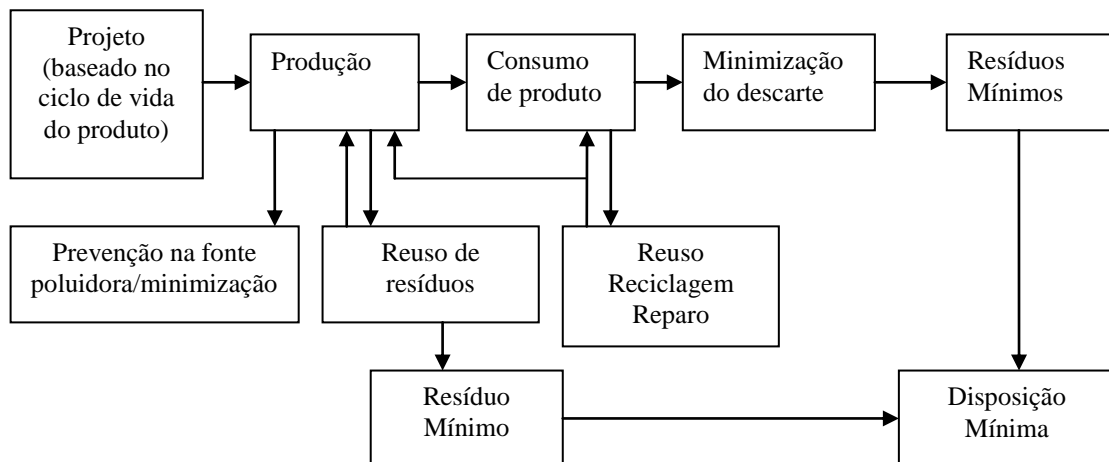 Projeto
(baseado no
ciclo de vida
do produto)
Produção
Consumo
de produto
Minimização
do descarte
Resíduos
Mínimos
Prevenção na fonte
poluidora/minimização
Reuso de
resíduos
Reuso
Reciclagem
Reparo
Resíduo
Mínimo
Disposição
Mínima